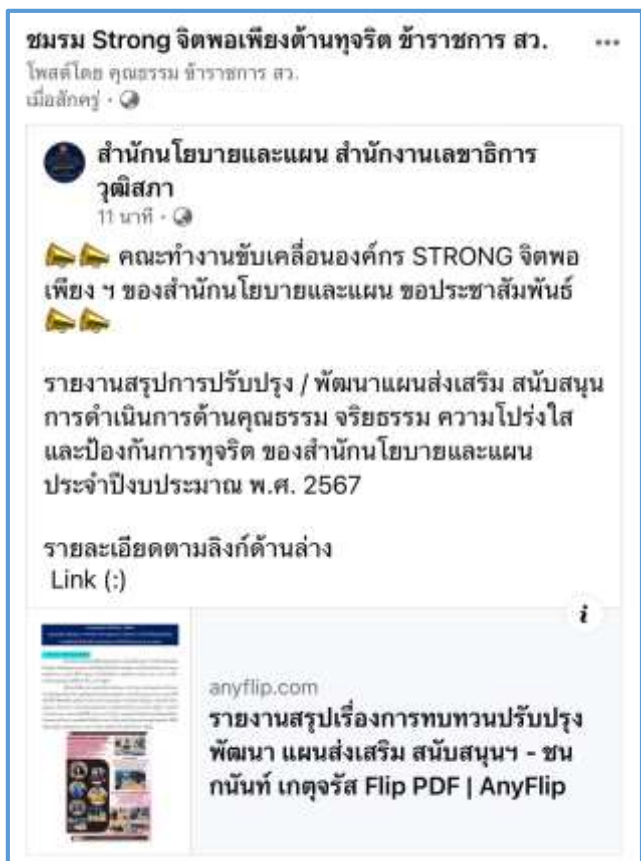 ชมรม Strong จิตพอเพียงต้านทุจริต ข้าราชการ สว.
โพสต์โดย คุณธรรม ข้าราชการ สว.
เมื่อสักครู่ ·
สำนักนโยบายและแผน สำนักงานเลขาธิการ
วุฒิสภา
11 นาที ·
คณะทำงานขับเคลื่อนองค์กร STRONG จิตพอ
เพียง ฯ ของสำนักนโยบายและแผน ขอประชาสัมพันธ์
รายงานสรุปการปรับปรุง / พัฒนาแผนส่งเสริม สนับสนุน
การดำเนินการด้านคุณธรรม จริยธรรม ความโปร่งใส
และป้องกันการทุจริต ของสำนักนโยบายและแผน
ประจำปีงบประมาณ พ.ศ. 2567
รายละเอียดตามลิงก์ด้านล่าง
Link (:)
anyflip.com
รายงานสรุปเรื่องการทบทวนปรับปรุง
พัฒนา แผนส่งเสริม สนับสนุนฯ - ชน
กนันท์ เกตุจรัส Flip PDF | AnyFlip